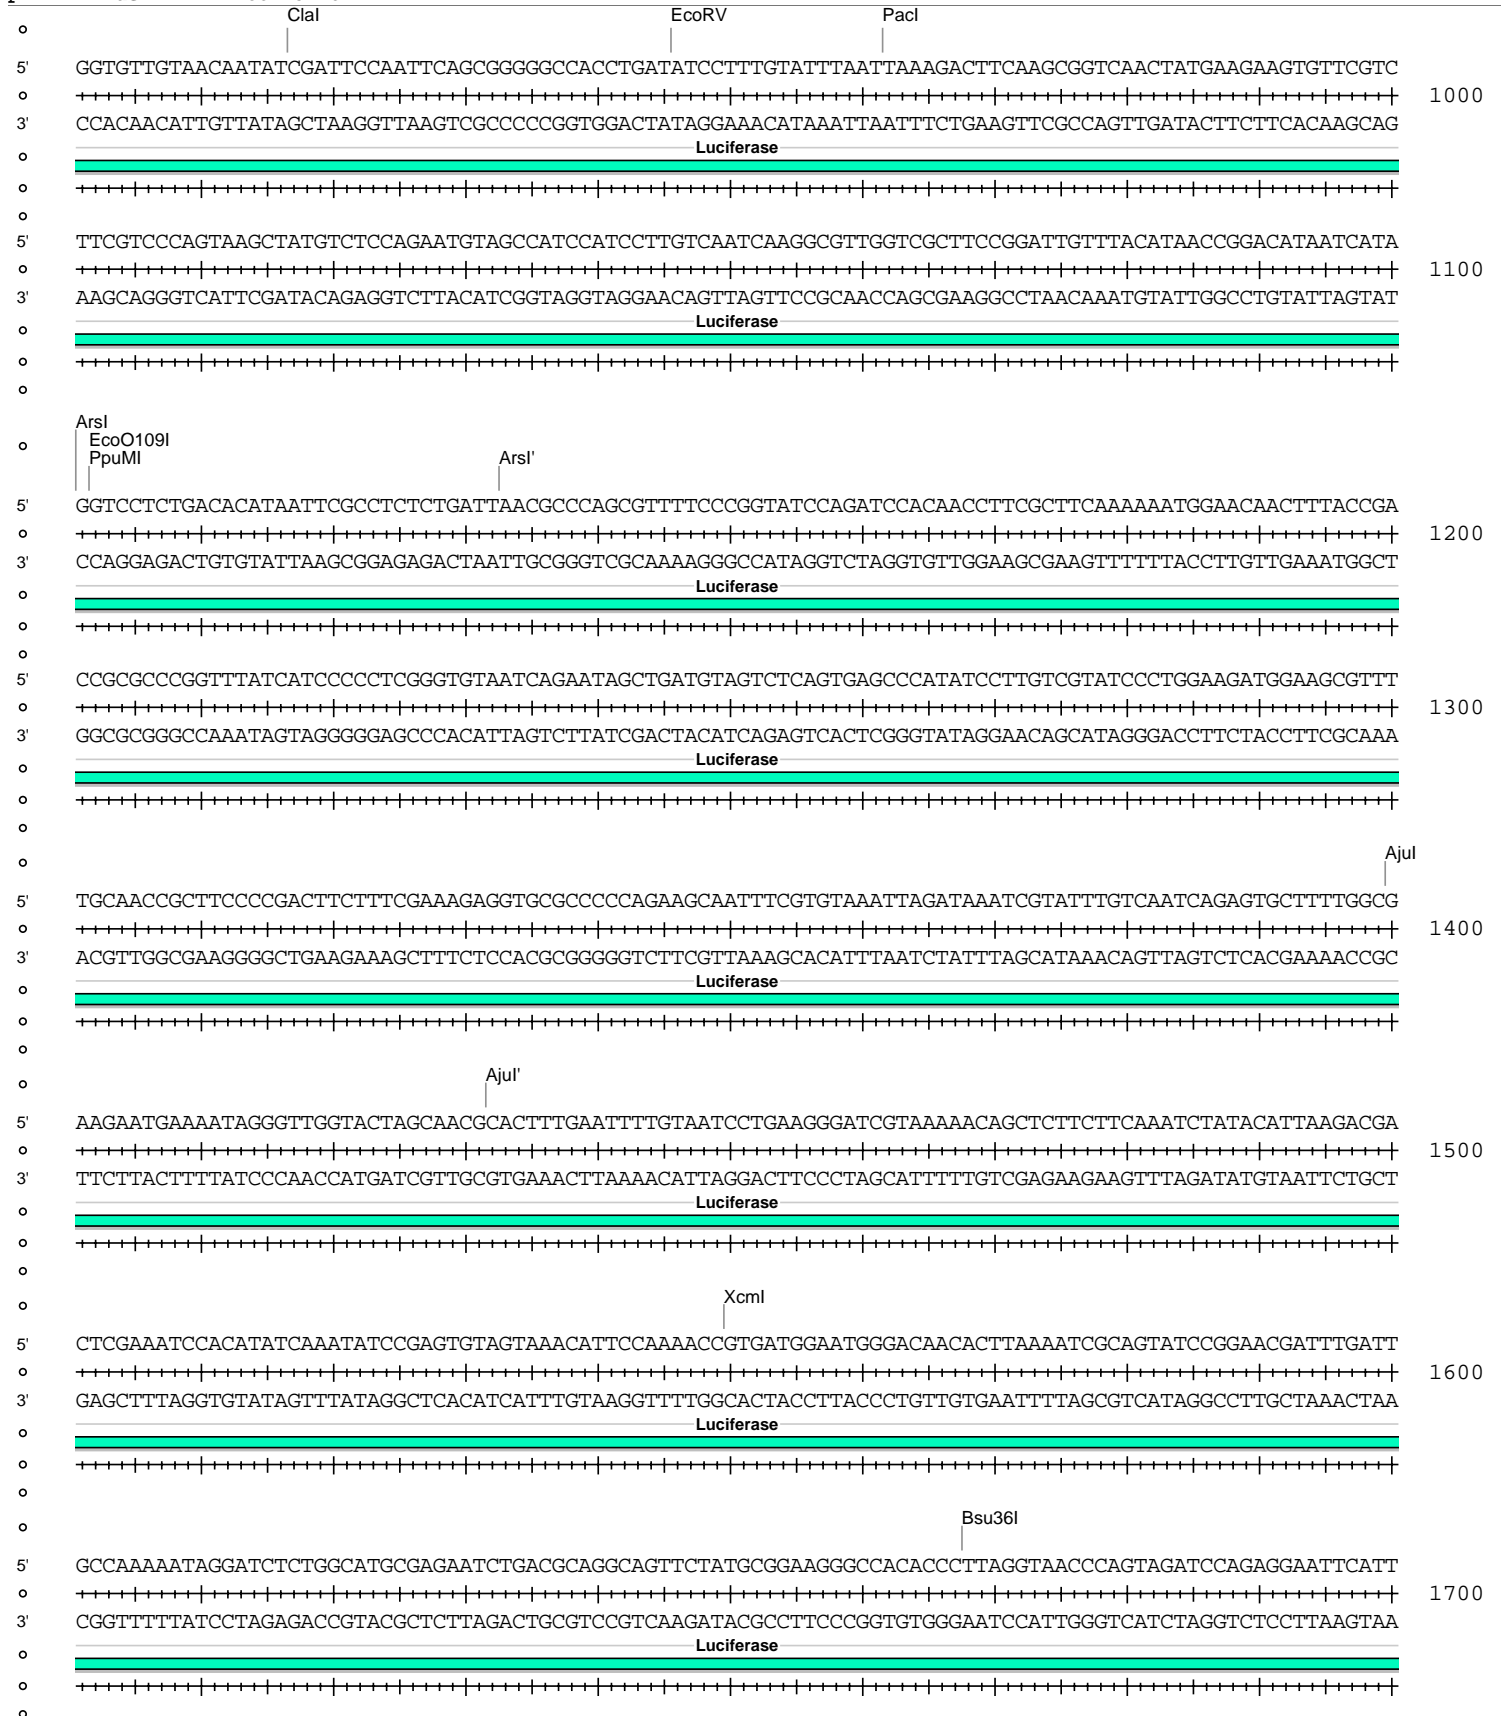 ClaI EcoRV PacI
5' GGTGTTGTAACAATATCGATTCCAATTCAGCGGGGGCCACCTGATATCCTTTGTATTTAATTAAAGACTTCAAGCGGTCAACTATGAAGAAGTGTTCGTC
1000
3' CCACAACATTGTTATAGCTAAGGTTAAGTCGCCCCCGGTGGACTATAGGAAACATAAATTAATTTCTGAAGTTCGCCAGTTGATACTTCTTCACAAGCAG
Luciferase
5' TTCGTCCCAGTAAGCTATGTCTCCAGAATGTAGCCATCCATCCTTGTCAATCAAGGCGTTGGTCGCTTCCGGATTGTTTACATAACCGGACATAATCATA
1100
3' AAGCAGGGTCATTCGATACAGAGGTCTTACATCGGTAGGTAGGAACAGTTAGTTCCGCAACCAGCGAAGGCCTAACAAATGTATTGGCCTGTATTAGTAT
Luciferase
ArsI
EcoO109I
PpuMI ArsI'
5' GGTCCTCTGACACATAATTCGCCTCTCTGATTAACGCCCAGCGTTTTCCCGGTATCCAGATCCACAACCTTCGCTTCAAAAAATGGAACAACTTTACCGA
1200
3' CCAGGAGACTGTGTATTAAGCGGAGAGACTAATTGCGGGTCGCAAAAGGGCCATAGGTCTAGGTGTTGGAAGCGAAGTTTTTTACCTTGTTGAAATGGCT
Luciferase
5' CCGCGCCCGGTTTATCATCCCCCTCGGGTGTAATCAGAATAGCTGATGTAGTCTCAGTGAGCCCATATCCTTGTCGTATCCCTGGAAGATGGAAGCGTTT
1300
3' GGCGCGGGCCAAATAGTAGGGGGAGCCCACATTAGTCTTATCGACTACATCAGAGTCACTCGGGTATAGGAACAGCATAGGGACCTTCTACCTTCGCAAA
Luciferase
AjuI
5' TGCAACCGCTTCCCCGACTTCTTTCGAAAGAGGTGCGCCCCCAGAAGCAATTTCGTGTAAATTAGATAAATCGTATTTGTCAATCAGAGTGCTTTTGGCG
1400
3' ACGTTGGCGAAGGGGCTGAAGAAAGCTTTCTCCACGCGGGGGTCTTCGTTAAAGCACATTTAATCTATTTAGCATAAACAGTTAGTCTCACGAAAACCGC
Luciferase
AjuI'
5' AAGAATGAAAATAGGGTTGGTACTAGCAACGCACTTTGAATTTTGTAATCCTGAAGGGATCGTAAAAACAGCTCTTCTTCAAATCTATACATTAAGACGA
1500
3' TTCTTACTTTTATCCCAACCATGATCGTTGCGTGAAACTTAAAACATTAGGACTTCCCTAGCATTTTTGTCGAGAAGAAGTTTAGATATGTAATTCTGCT
Luciferase
XcmI
5' CTCGAAATCCACATATCAAATATCCGAGTGTAGTAAACATTCCAAAACCGTGATGGAATGGGACAACACTTAAAATCGCAGTATCCGGAACGATTTGATT
1600
3' GAGCTTTAGGTGTATAGTTTATAGGCTCACATCATTTGTAAGGTTTTGGCACTACCTTACCCTGTTGTGAATTTTAGCGTCATAGGCCTTGCTAAACTAA
Luciferase
Bsu36I
5' GCCAAAAATAGGATCTCTGGCATGCGAGAATCTGACGCAGGCAGTTCTATGCGGAAGGGCCACACCCTTAGGTAACCCAGTAGATCCAGAGGAATTCATT
1700
3' CGGTTTTTATCCTAGAGACCGTACGCTCTTAGACTGCGTCCGTCAAGATACGCCTTCCCGGTGTGGGAATCCATTGGGTCATCTAGGTCTCCTTAAGTAA
Luciferase